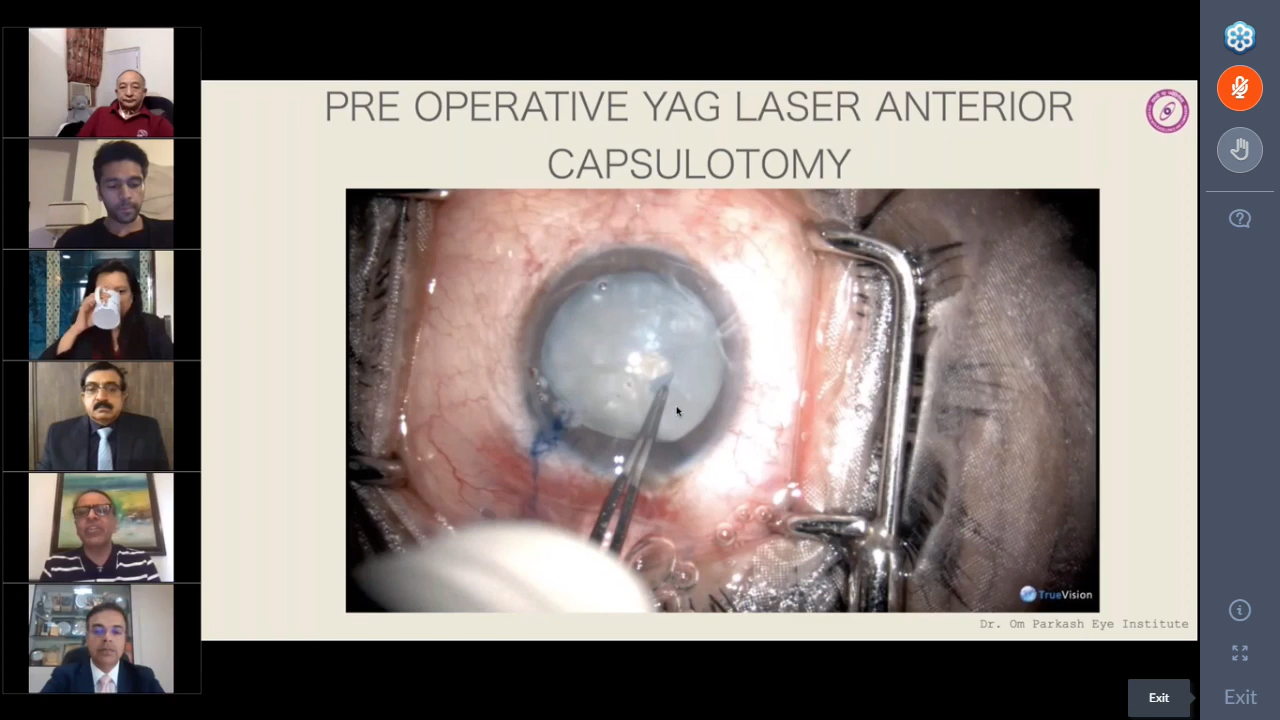 PRE OPERATIVE YAG LASER ANTERIOR
CAPSULOTOMY
TrueVision
Dr. Om Parkash Eye Institute
Exit
Exit